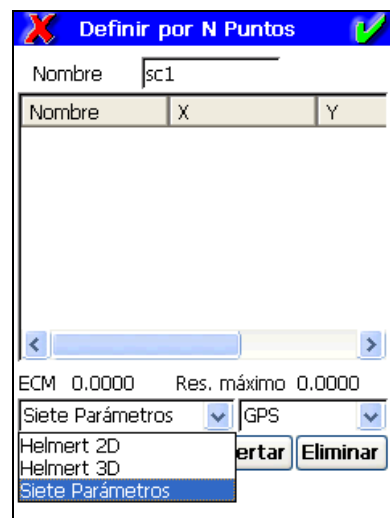 Definir por N Puntos
Nombre sc1
Nombre X Y
ECM 0.0000 Res. máximo 0.0000
Siete Parámetros GPS
Helmert 2D ertar Eliminar
Helmert 3D
Siete Parámetros